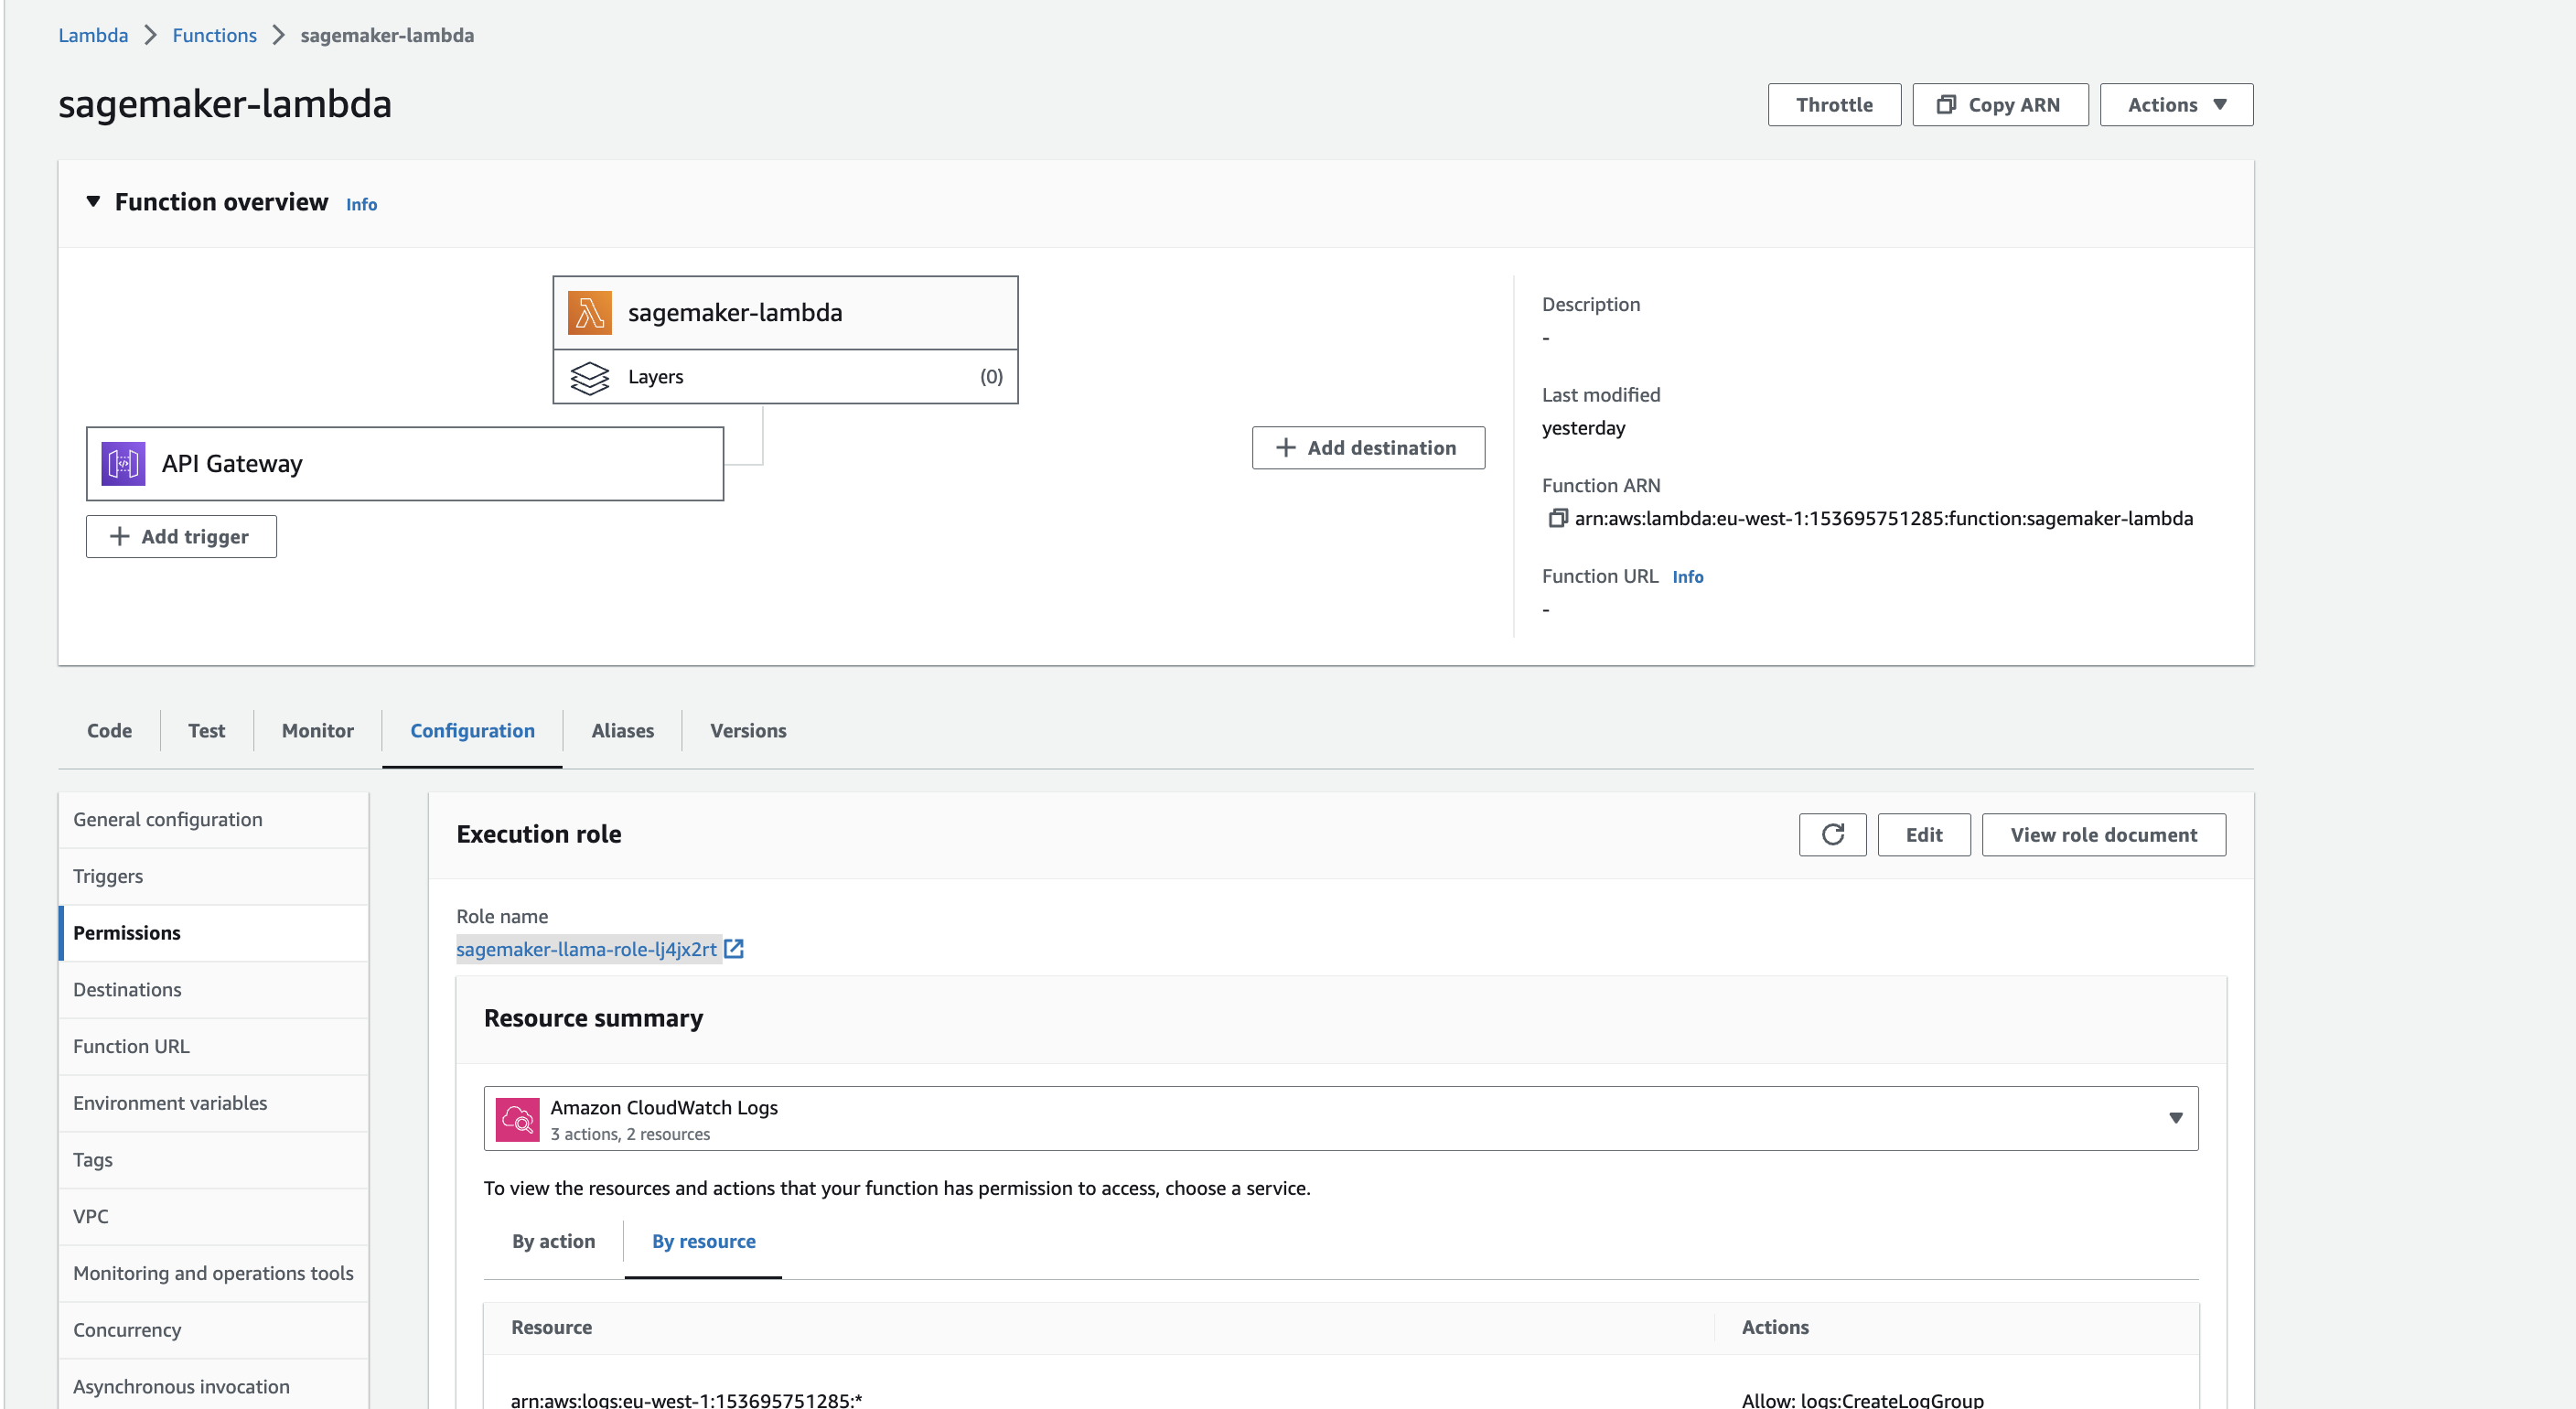 Lambda > Functions > sagemaker-lambda
sagemaker-lambda
Throttle
Copy ARN
Actions
Function overview Info
sagemaker-lambda
Layers (0)
API Gateway
+ Add trigger
+ Add destination
Description
-
Last modified
yesterday
Function ARN
arn:aws:lambda:eu-west-1:153695751285:function:sagemaker-lambda
Function URL Info
-
Code
Test
Monitor
Configuration
Aliases
Versions
General configuration
Triggers
Permissions
Destinations
Function URL
Environment variables
Tags
VPC
Monitoring and operations tools
Concurrency
Asynchronous invocation
Execution role
Edit
View role document
Role name
sagemaker-llama-role-lj4jx2rt
Resource summary
Amazon CloudWatch Logs
3 actions, 2 resources
To view the resources and actions that your function has permission to access, choose a service.
By action
By resource
Resource
Actions
arn:aws:logs:eu-west-1:153695751285:*
Allow: logs:CreateLogGroup